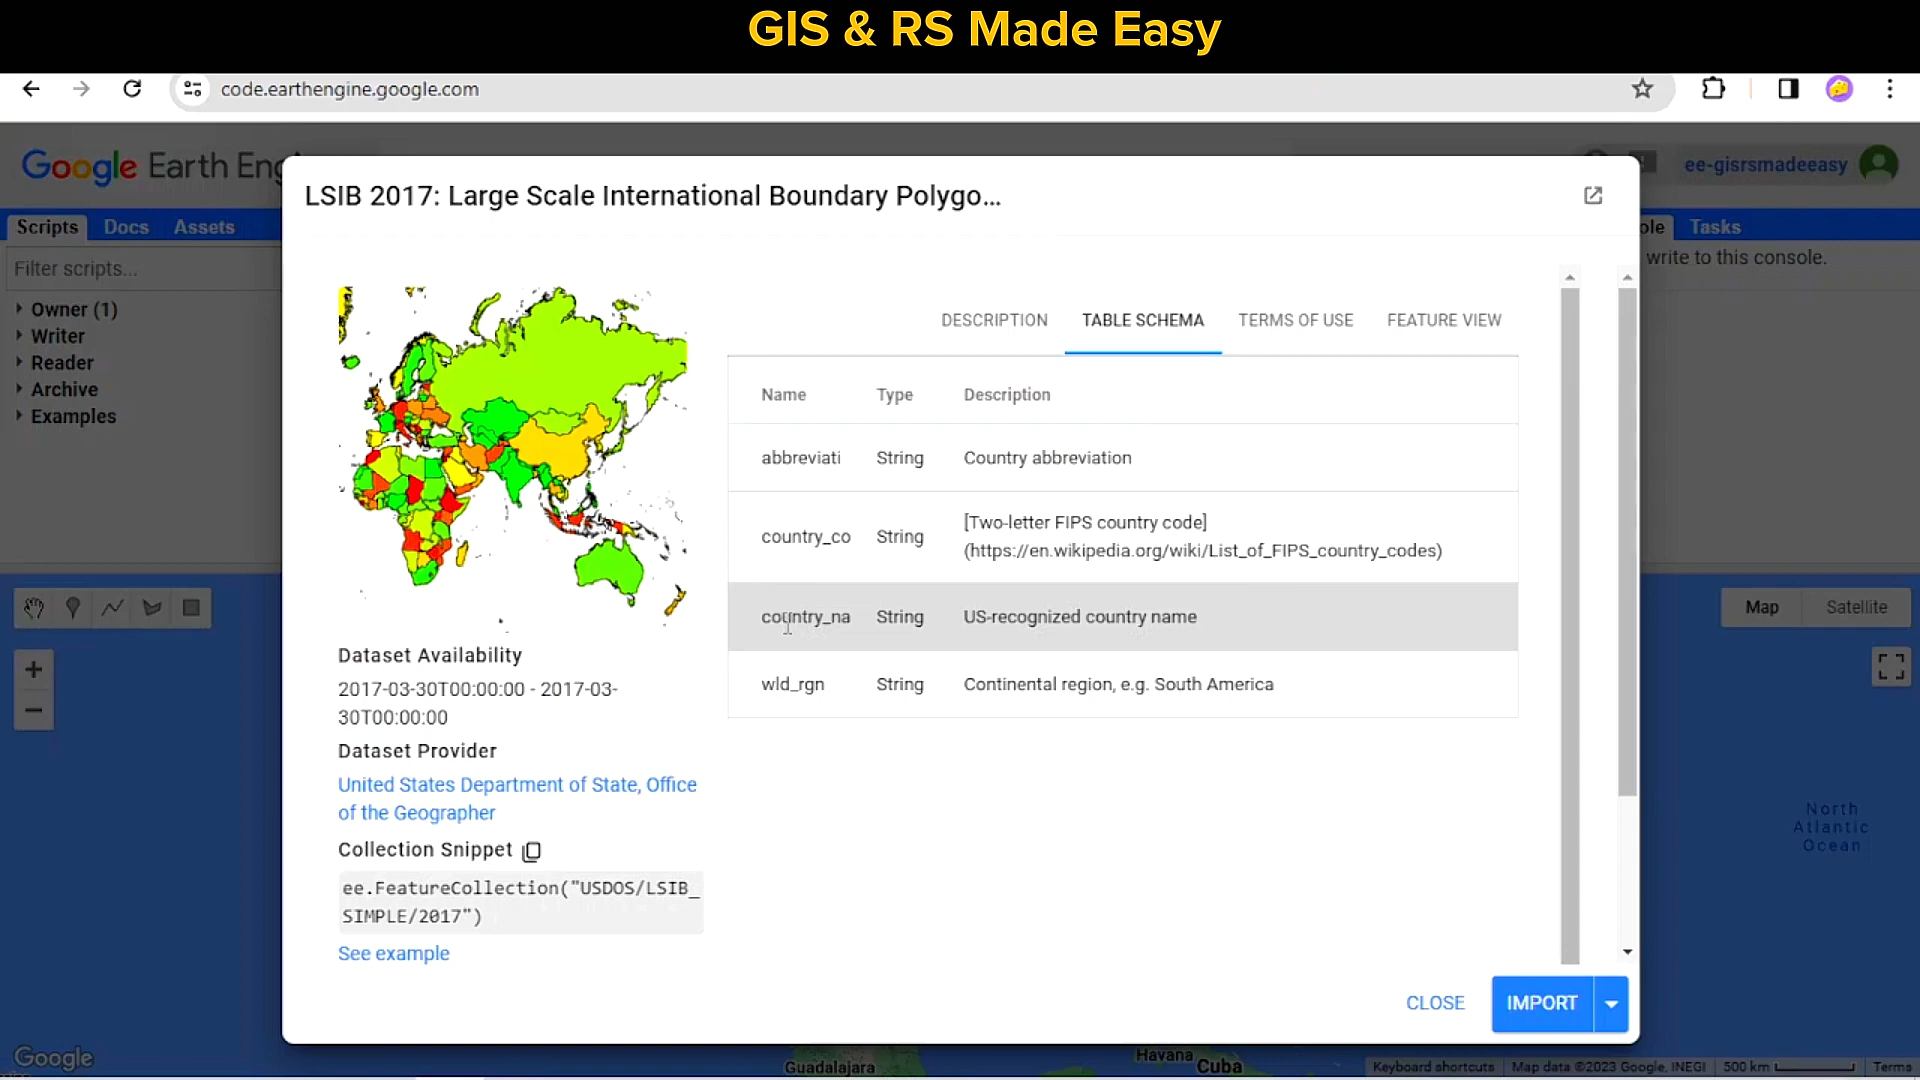 GIS & RS Made Easy
code.earthengine.google.com
Google Earth Eng
ee-gisrsmadeeasy
LSIB 2017: Large Scale International Boundary Polygo...
Scripts Docs Assets
ole Tasks
Filter scripts...
write to this console.
Owner (1)
Writer
Reader
Archive
Examples
DESCRIPTION TABLE SCHEMA TERMS OF USE FEATURE VIEW
Name Type Description
abbreviati String Country abbreviation
country_co String [Two-letter FIPS country code]
(https://en.wikipedia.org/wiki/List_of_FIPS_country_codes)
country_na String US-recognized country name
wld_rgn String Continental region, e.g. South America
Map Satellite
Dataset Availability
2017-03-30T00:00:00 - 2017-03-
30T00:00:00
Dataset Provider
United States Department of State, Office
of the Geographer
Collection Snippet
ee.FeatureCollection("USDOS/LSIB_
SIMPLE/2017")
See example
North
Atlantic
Ocean
CLOSE IMPORT
Google
Guadalajara
Havana
Cuba
Keyboard shortcuts Map data ©2023 Google, INEGI 500 km Terms